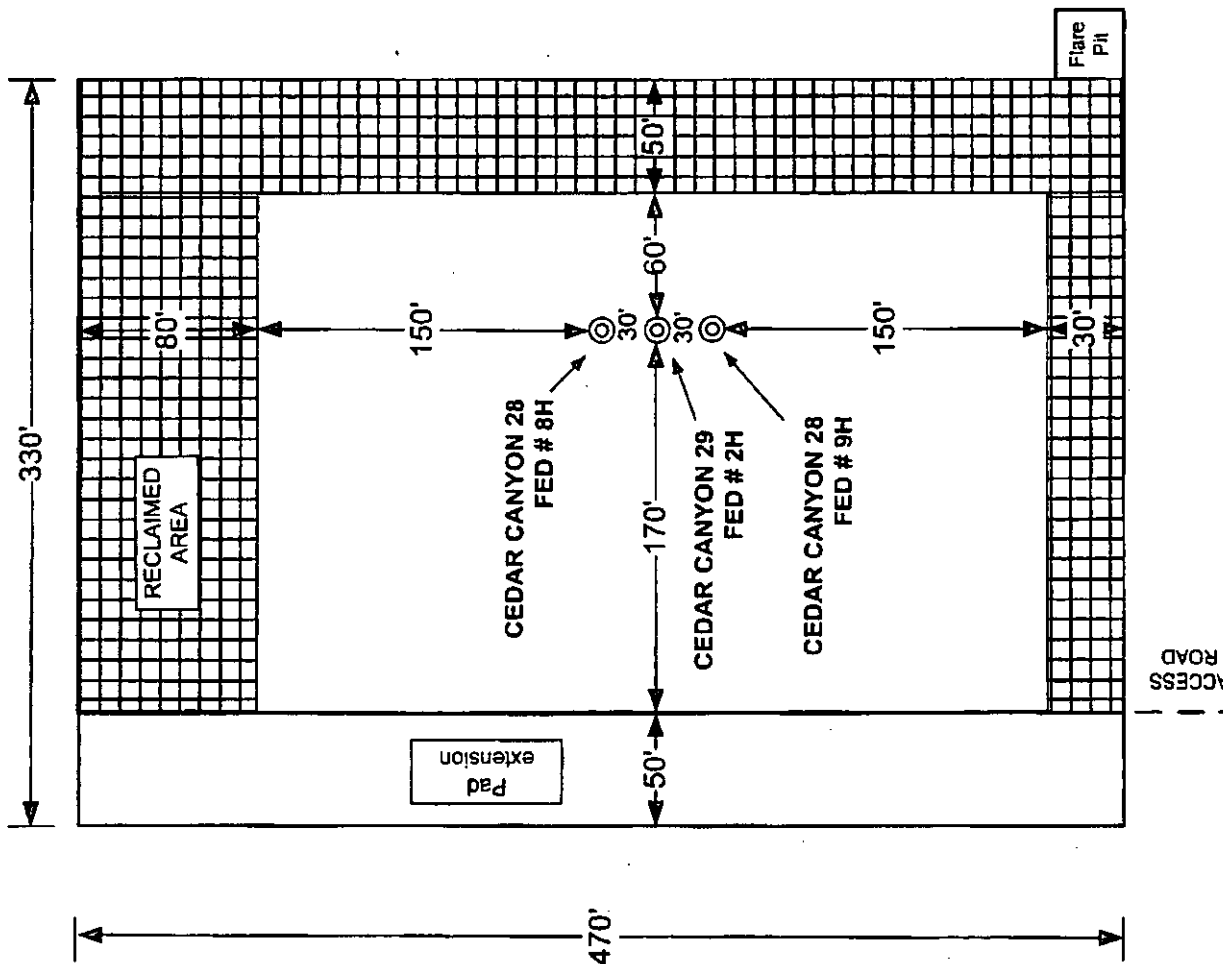 330'
Flare
Pit
50'
80'
RECLAIMED
AREA
60'
150'
30'
30'
150'
30'
CEDAR CANYON 28
FED # 8H
170'
CEDAR CANYON 29
FED # 2H
CEDAR CANYON 28
FED # 9H
Pad
extension
50'
ACCESS
ROAD
470'